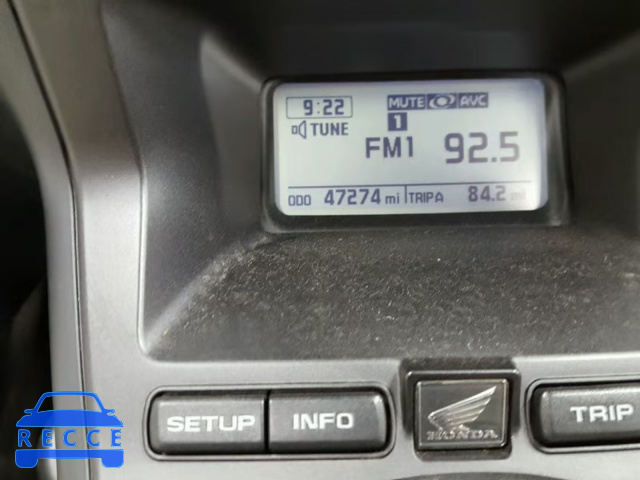 9:22 MUTE AVC
TUNE 1
FM1 92.5
ODO 47274 mi TRIP A 84.2 mi
SETUP INFO HONDA TRIP
RECCE